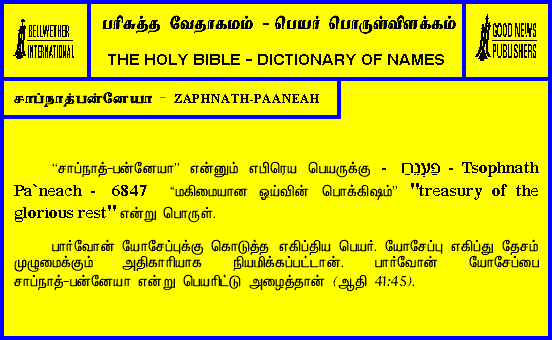 BELLWETHER
INTERNATIONAL
பரிசுத்த வேதாகமம் - பெயர் பொருள்விளக்கம்
THE HOLY BIBLE - DICTIONARY OF NAMES
GOOD NEWS
PUBLISHERS
சாப்நாத்பன்னேயா - ZAPHNATH-PAANEAH
“சாப்நாத்-பன்னேயா” என்னும் எபிரெய பெயருக்கு - פַּעְנֵחַ - Tsophnath
Pa`neach - 6847 “மகிமையான ஓய்வின் பொக்கிஷம்” "treasury of the
glorious rest" என்று பொருள்.
பார்வோன் யோசேப்புக்கு கொடுத்த எகிப்திய பெயர். யோசேப்பு எகிப்து தேசம்
முழுமைக்கும் அதிகாரியாக நியமிக்கப்பட்டான். பார்வோன் யோசேப்பை
சாப்நாத்-பன்னேயா என்று பெயரிட்டு அழைத்தான் (ஆதி 41:45).